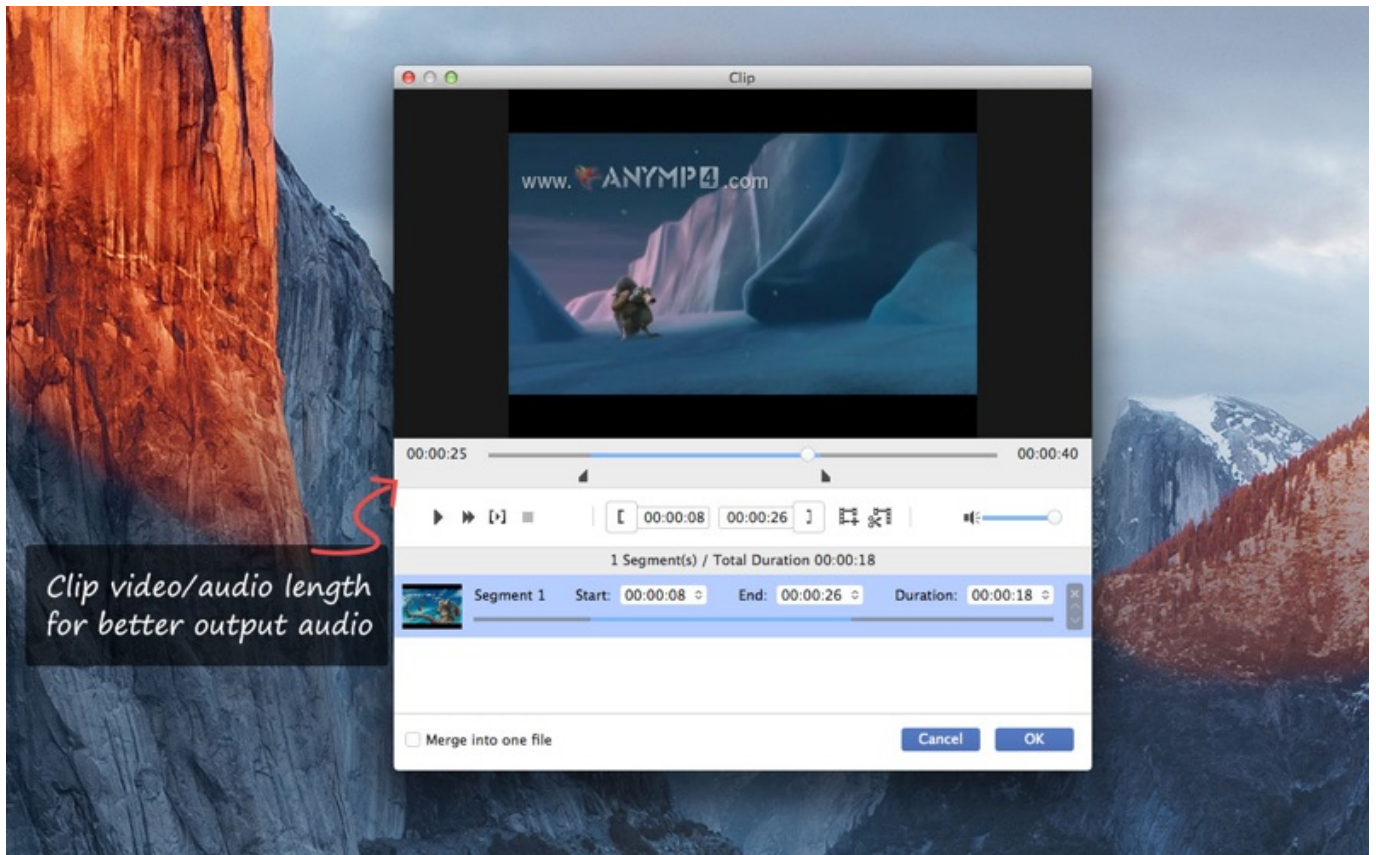 Clip
www. ANYMP4 .com
00:00:25
00:00:40
[ 00:00:08 00:00:26 ]
1 Segment(s) / Total Duration 00:00:18
Segment 1 Start: 00:00:08 End: 00:00:26 Duration: 00:00:18
Clip video/audio length
for better output audio
Merge into one file
Cancel OK